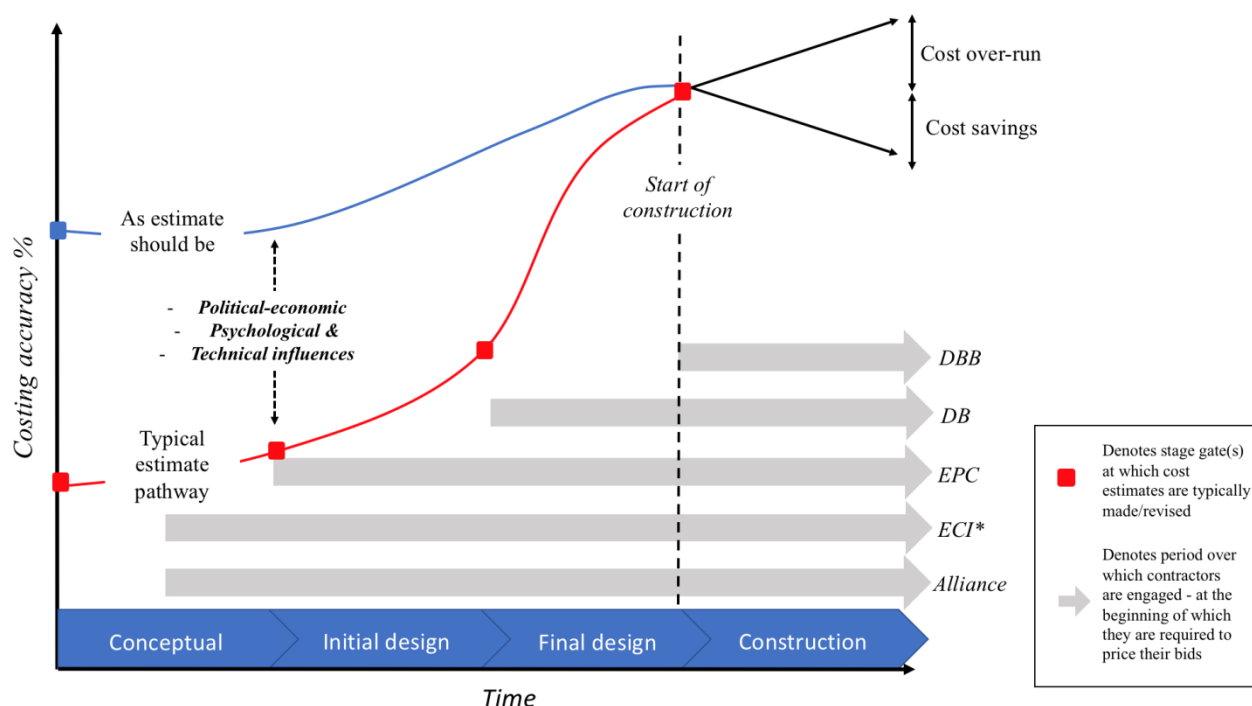 Cost over-run
Cost savings
Start of
construction
As estimate
should be
Costing accuracy %
- Political-economic
- Psychological &
- Technical influences
Typical
estimate
pathway
DBB
DB
EPC
ECI*
Alliance
Conceptual
Initial design
Final design
Construction
Time
Denotes stage gate(s)
at which cost
estimates are typically
made/revised
Denotes period over
which contractors
are engaged - at the
beginning of which
they are required to
price their bids